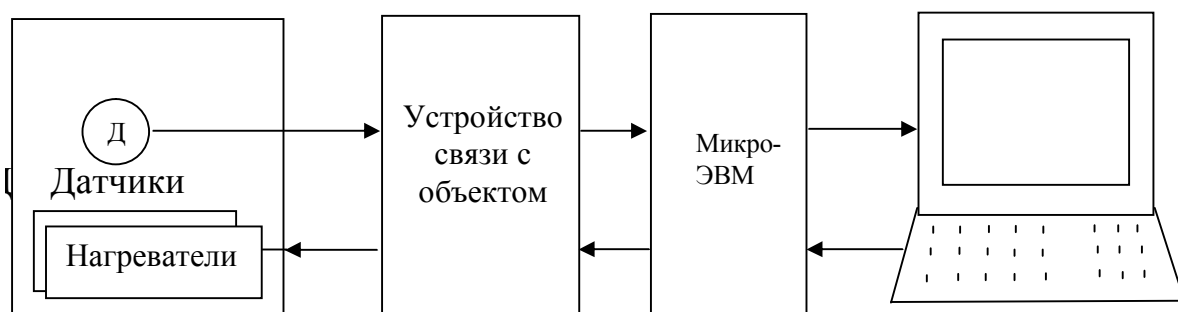 Д
Датчики
Нагреватели
Устройство
связи с
объектом
Микро-
ЭВМ